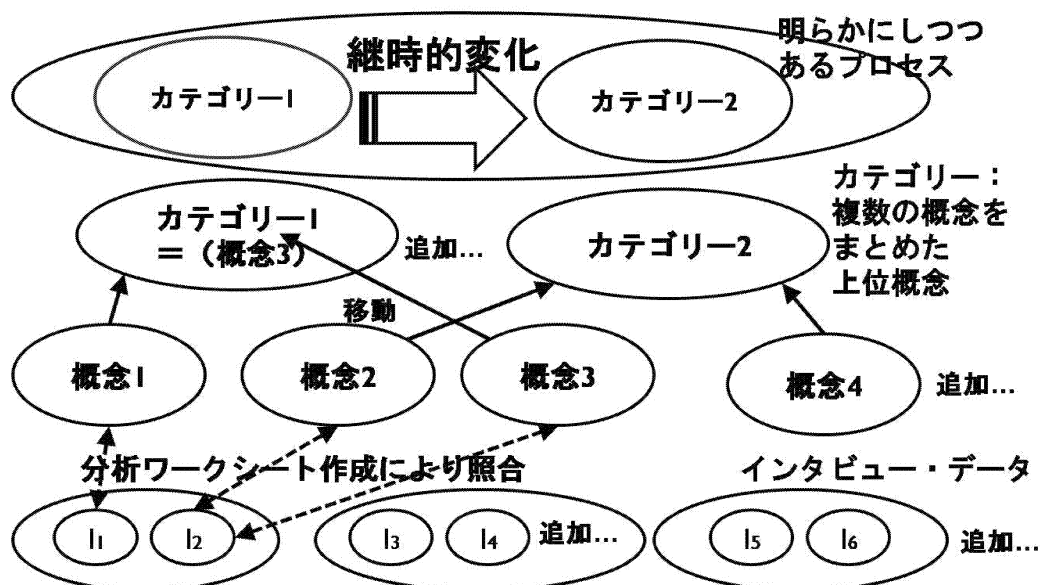 明らかにしつつ
あるプロセス
継時的変化
カテゴリー1
カテゴリー2
カテゴリー：
複数の概念を
まとめた
上位概念
カテゴリー1
＝（概念3）
追加...
カテゴリー2
移動
概念1
概念2
概念3
概念4
追加...
分析ワークシート作成により照合
インタビュー・データ
I1
I2
I3
I4
追加...
I5
I6
追加...